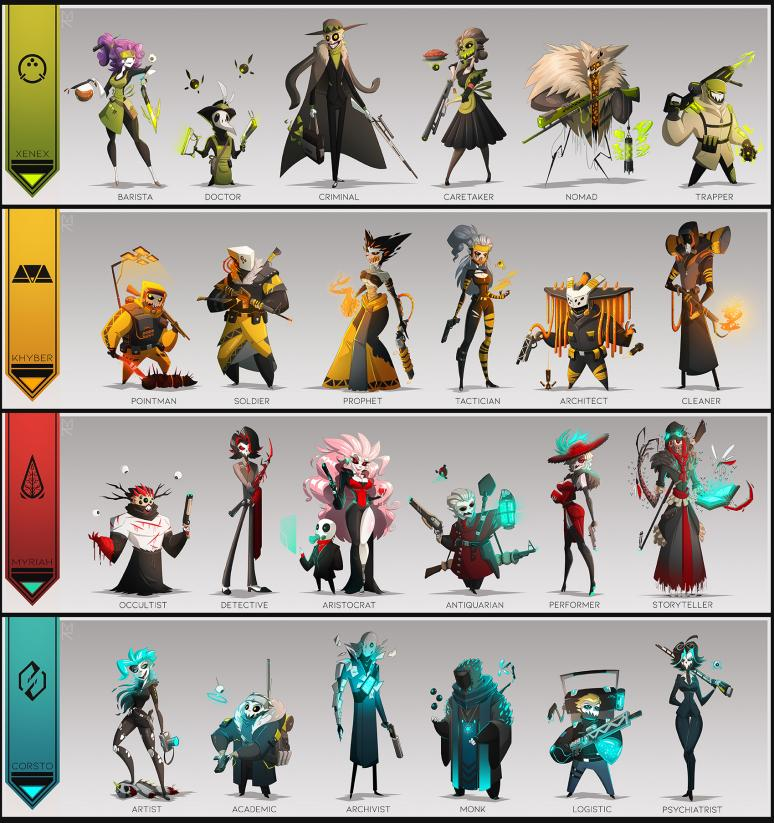 XENEX
BARISTA DOCTOR CRIMINAL CARETAKER NOMAD TRAPPER
KHYBER
POINTMAN SOLDIER PROPHET TACTICIAN ARCHITECT CLEANER
MYRIAH
OCCULTIST DETECTIVE ARISTOCRAT ANTIQUARIAN PERFORMER STORYTELLER
CORSTO
ARTIST ACADEMIC ARCHIVIST MONK LOGISTIC PSYCHIATRIST